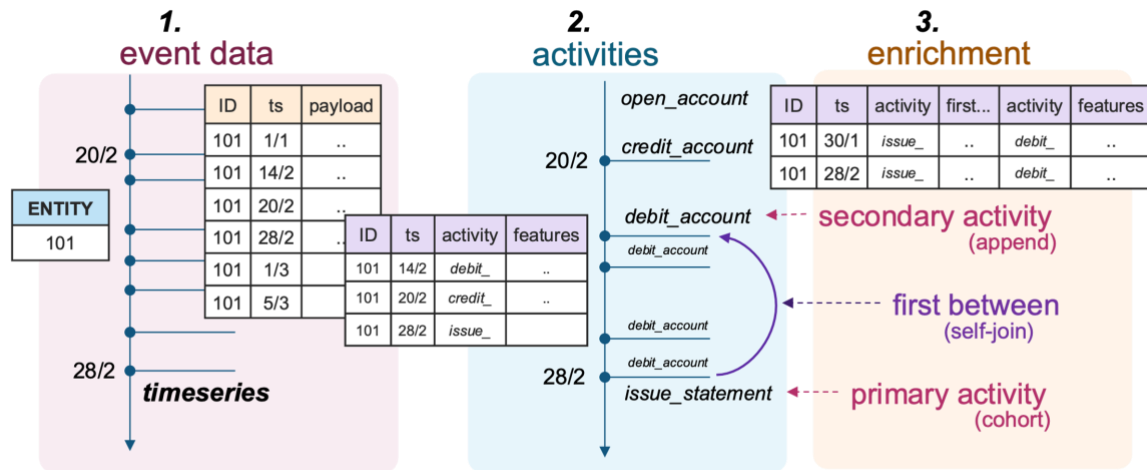 1.
event data
20/2
28/2
timeseries
ENTITY
101
ID ts payload
101 1/1 ..
101 14/2 ..
101 20/2 ..
101 28/2 ..
101 1/3
101 5/3
ID ts activity features
101 14/2 debit_ ..
101 20/2 credit_ ..
101 28/2 issue_
2.
activities
open_account
credit_account
20/2
debit_account
debit_account
debit_account
debit_account
28/2
issue_statement
3.
enrichment
ID ts activity first... activity features
101 30/1 issue_ .. debit_ ..
101 28/2 issue_ .. debit_ ..
secondary activity
(append)
first between
(self-join)
primary activity
(cohort)